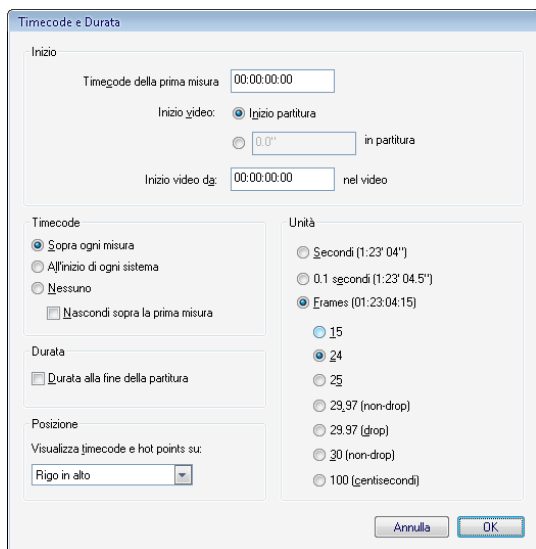 Timecode e Durata
Inizio
Timecode della prima misura 00:00:00:00
Inizio video: Inizio partitura
0.0" in partitura
Inizio video da: 00:00:00:00 nel video
Timecode
Sopra ogni misura
All'inizio di ogni sistema
Nessuno
Nascondi sopra la prima misura
Durata
Durata alla fine della partitura
Posizione
Visualizza timecode e hot points su:
Rigo in alto
Unità
Secondi (1:23' 04")
0.1 secondi (1:23' 04.5")
Frames (01:23:04:15)
15
24
25
29,97 (non-drop)
29.97 (drop)
30 (non-drop)
100 (centisecondi)
Annulla OK